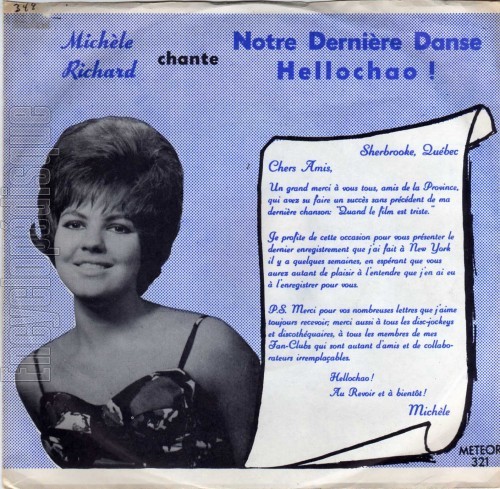 348
Michèle
Richard
chante
Notre Dernière Danse
Hellochao !
Sherbrooke, Québec
Chers Amis,
Un grand merci à vous tous, amis de la Province,
qui avez su faire un succès sans précédent de ma
dernière chanson: "Quand le film est triste."
Je profite de cette occasion pour vous présenter le
dernier enregistrement que j'ai fait à New York
il y a quelques semaines, en espérant que vous
aurez autant de plaisir à l'entendre que j'en ai eu
à l'enregistrer pour vous.
P.S. Merci pour vos nombreuses lettres que j'aime
toujours recevoir; merci aussi à tous les disc-jockeys
et discothéquaires, à tous les membres de mes
Fan-Clubs qui sont autant d'amis et de collabo-
rateurs irremplaçables.
Hellochao !
Au Revoir et à bientôt!
Michèle
METEOR
321